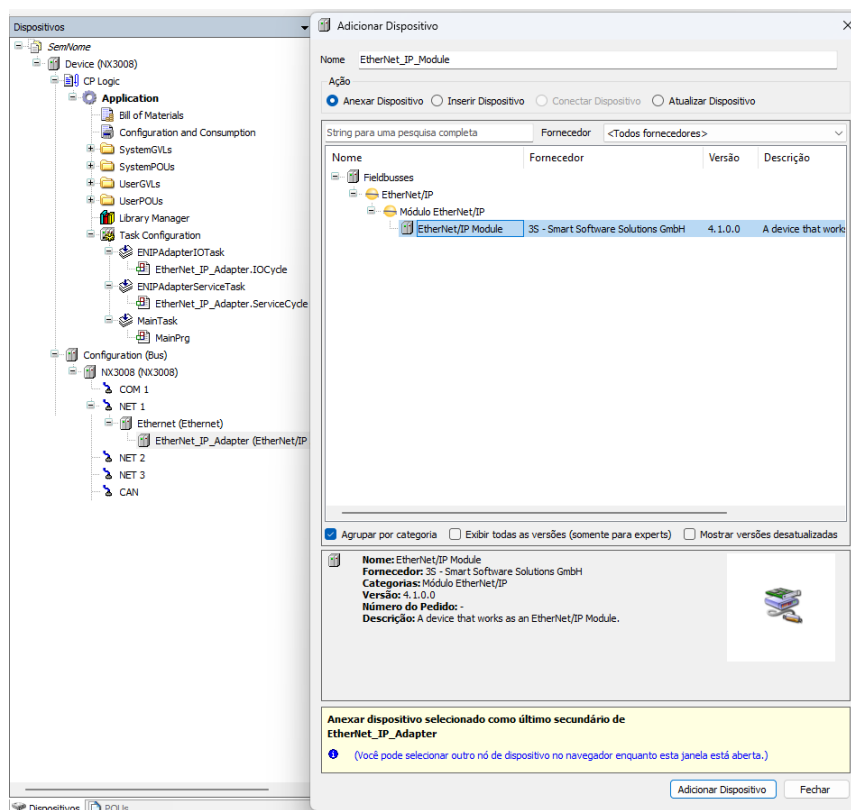 Dispositivos
SemNome
Device (NX3008)
CP Logic
Application
Bill of Materials
Configuration and Consumption
SystemGVLs
SystemPOUs
UserGVLs
UserPOUs
Library Manager
Task Configuration
ENIPAdapterIOTask
EtherNet_IP_Adapter.IOCycle
ENIPAdapterServiceTask
EtherNet_IP_Adapter.ServiceCycle
MainTask
MainPrg
Configuration (Bus)
NX3008 (NX3008)
COM 1
NET 1
Ethernet (Ethernet)
EtherNet_IP_Adapter (EtherNet/IP
NET 2
NET 3
CAN
Dispositivos POUs
Adicionar Dispositivo
Nome EtherNet_IP_Module
Ação
Anexar Dispositivo Inserir Dispositivo Conectar Dispositivo Atualizar Dispositivo
String para uma pesquisa completa Fornecedor <Todos fornecedores>
Nome Fornecedor Versão Descrição
Fieldbusses
EtherNet/IP
Módulo EtherNet/IP
EtherNet/IP Module 3S - Smart Software Solutions GmbH 4.1.0.0 A device that works
Agrupar por categoria Exibir todas as versões (somente para experts) Mostrar versões desatualizadas
Nome: EtherNet/IP Module
Fornecedor: 3S - Smart Software Solutions GmbH
Categorias: Módulo EtherNet/IP
Versão: 4.1.0.0
Número do Pedido: -
Descrição: A device that works as an EtherNet/IP Module.
Anexar dispositivo selecionado como último secundário de
EtherNet_IP_Adapter
(Você pode selecionar outro nó de dispositivo no navegador enquanto esta janela está aberta.)
Adicionar Dispositivo Fechar